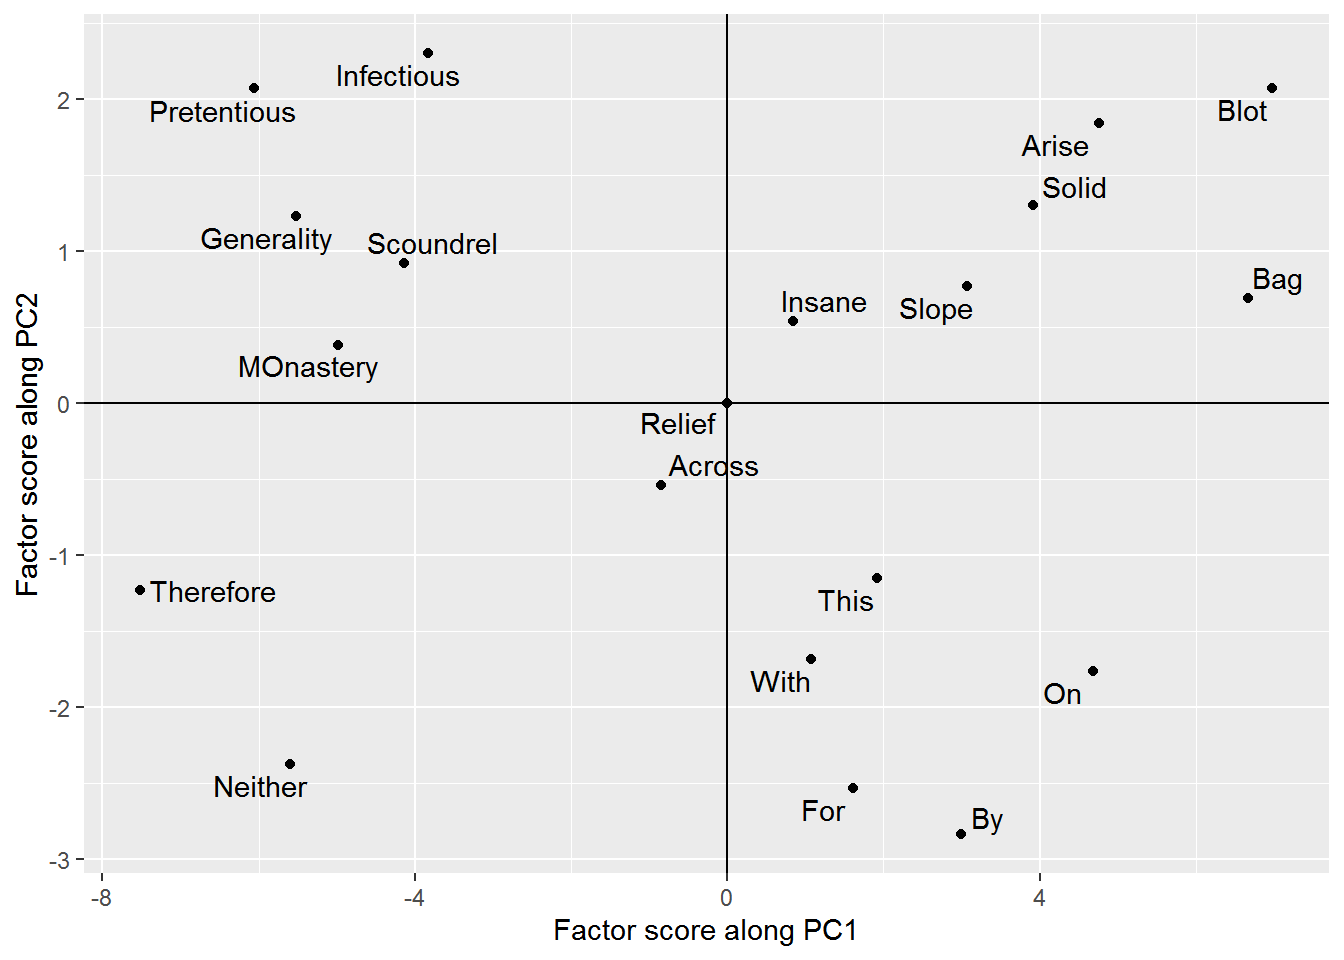 Infectious
Pretentious
2
Blot
Arise
Solid
Generality
Scoundrel
1
Bag
Insane
Slope
MOnastery
0
Relief
Across
-1
Therefore
This
With
On
-2
Neither
For
By
-3
-8
-4
0
4
Factor score along PC1
Factor score along PC2